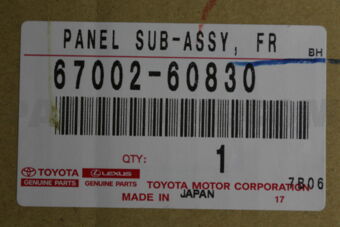 PANEL SUB-ASSY, FR
BH
67002-60830
QTY: 1
TOYOTA LEXUS
GENUINE PARTS GENUINE PARTS TOYOTA MOTOR CORPORATION 7B06
MADE IN JAPAN 17